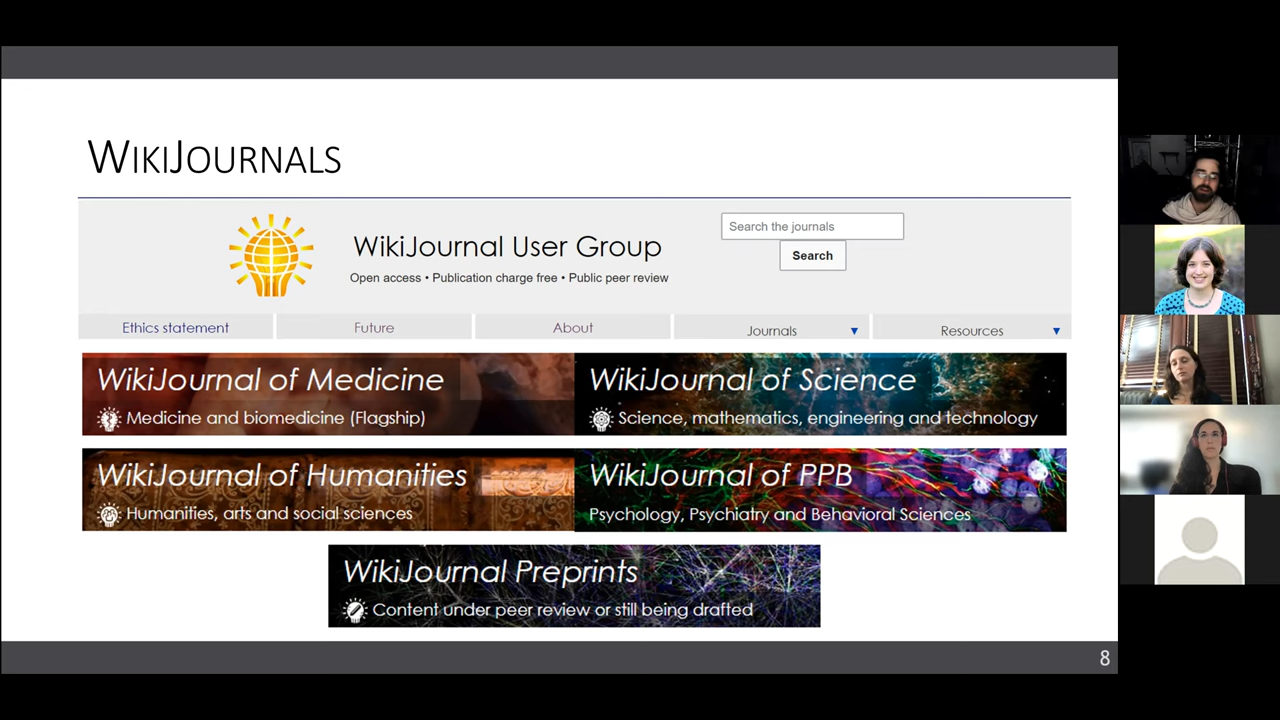 WikiJournals
WikiJournal User Group
Open access • Publication charge free • Public peer review
Search the journals
Search
Ethics statement
Future
About
Journals ▼
Resources ▼
WikiJournal of Medicine
Medicine and biomedicine (Flagship)
WikiJournal of Science
Science, mathematics, engineering and technology
WikiJournal of Humanities
Humanities, arts and social sciences
WikiJournal of PPB
Psychology, Psychiatry and Behavioral Sciences
WikiJournal Preprints
Content under peer review or still being drafted
8